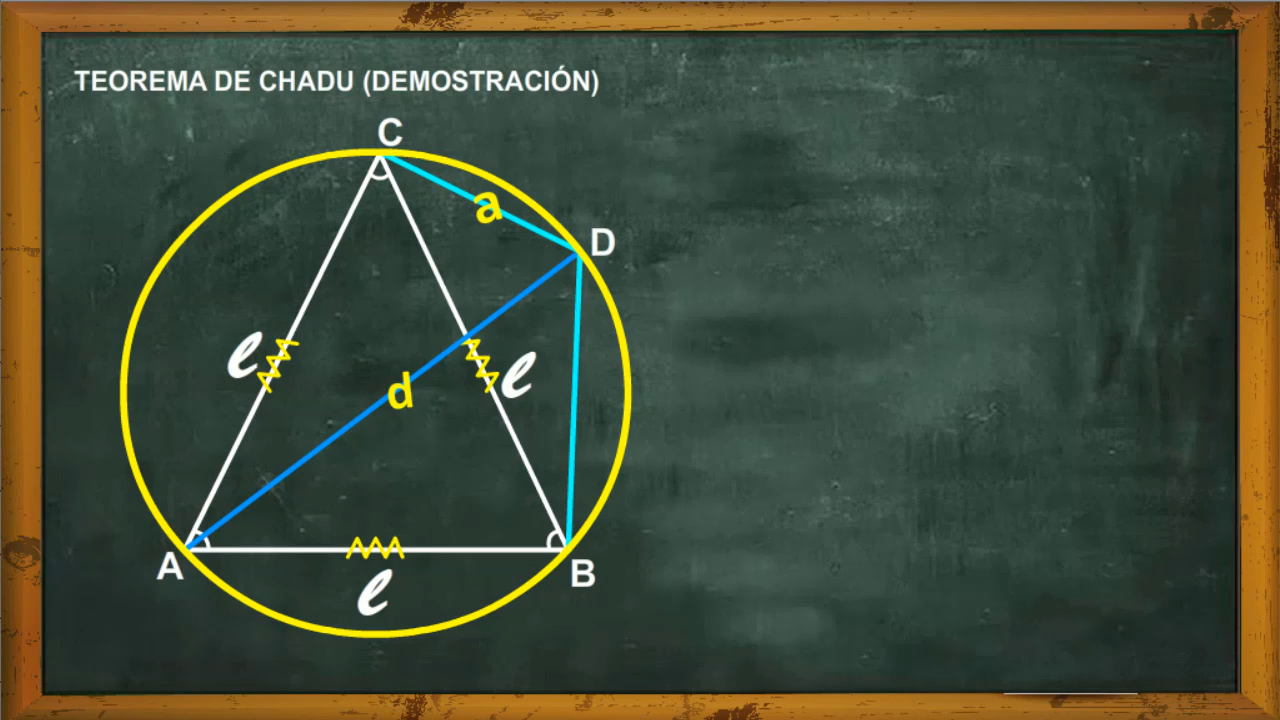 TEOREMA DE CHADU (DEMOSTRACIÓN)
C
a
D
ℓ
ℓ
d
A
B
ℓ